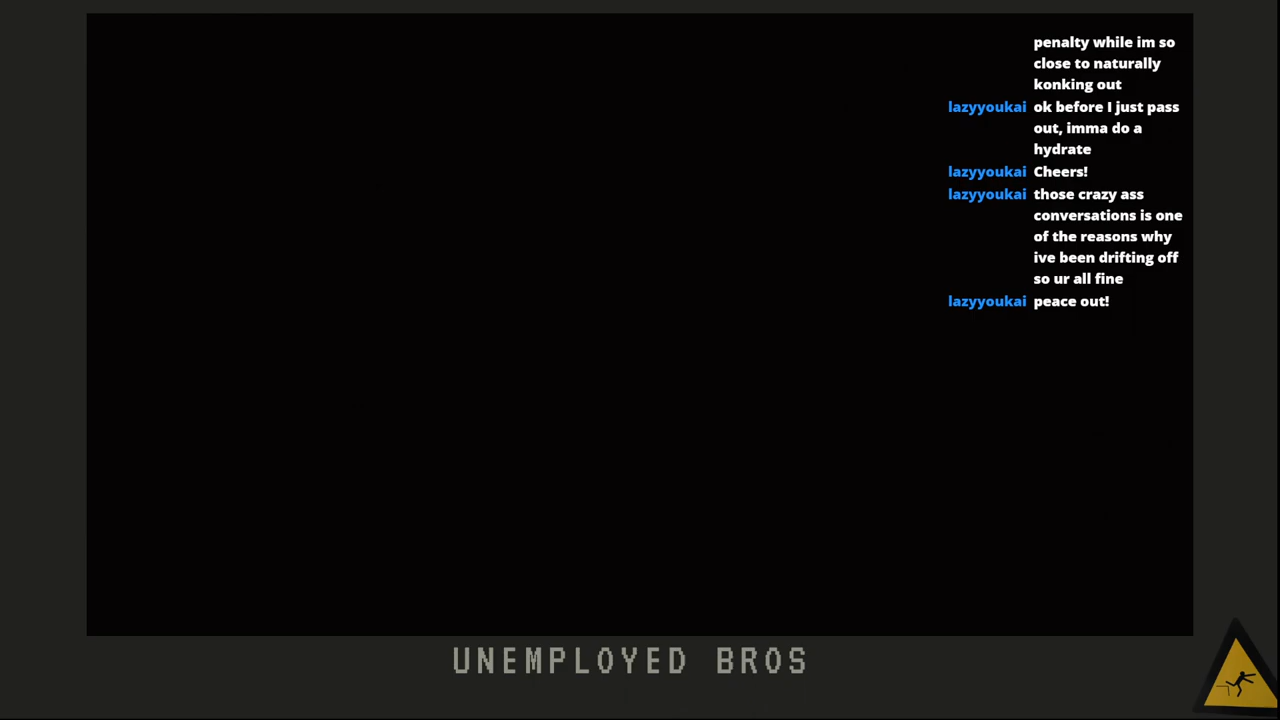 penalty while im so
close to naturally
konking out
lazyyoukai ok before I just pass
out, imma do a
hydrate
lazyyoukai Cheers!
lazyyoukai those crazy ass
conversations is one
of the reasons why
ive been drifting off
so ur all fine
lazyyoukai peace out!
UNEMPLOYED BROS